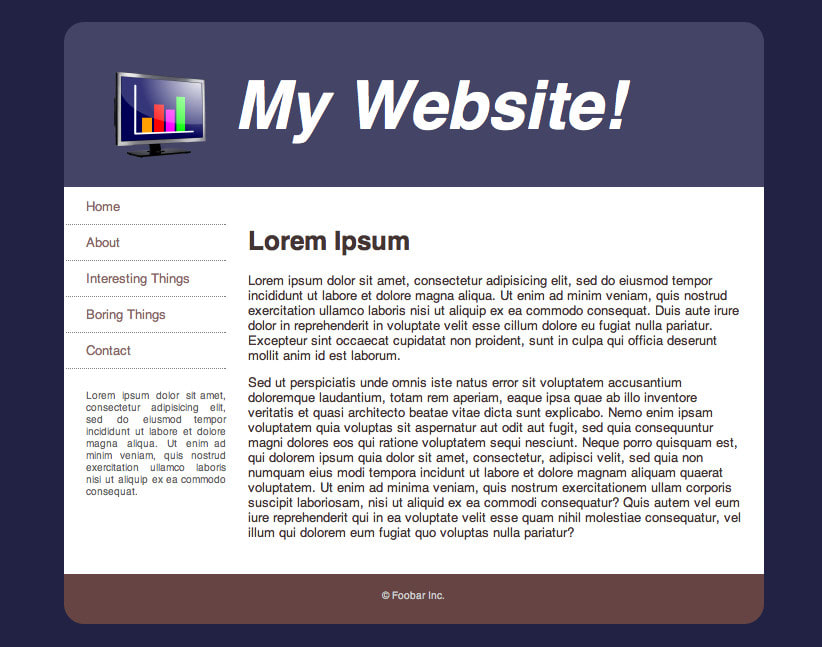 My Website!
Home
About
Interesting Things
Boring Things
Contact
Lorem ipsum dolor sit amet,
consectetur adipisicing elit,
sed do eiusmod tempor
incididunt ut labore et dolore
magna aliqua. Ut enim ad
minim veniam, quis nostrud
exercitation ullamco laboris
nisi ut aliquip ex ea commodo
consequat.
Lorem Ipsum
Lorem ipsum dolor sit amet, consectetur adipisicing elit, sed do eiusmod tempor
incididunt ut labore et dolore magna aliqua. Ut enim ad minim veniam, quis nostrud
exercitation ullamco laboris nisi ut aliquip ex ea commodo consequat. Duis aute irure
dolor in reprehenderit in voluptate velit esse cillum dolore eu fugiat nulla pariatur.
Excepteur sint occaecat cupidatat non proident, sunt in culpa qui officia deserunt
mollit anim id est laborum.
Sed ut perspiciatis unde omnis iste natus error sit voluptatem accusantium
doloremque laudantium, totam rem aperiam, eaque ipsa quae ab illo inventore
veritatis et quasi architecto beatae vitae dicta sunt explicabo. Nemo enim ipsam
voluptatem quia voluptas sit aspernatur aut odit aut fugit, sed quia consequuntur
magni dolores eos qui ratione voluptatem sequi nesciunt. Neque porro quisquam est,
qui dolorem ipsum quia dolor sit amet, consectetur, adipisci velit, sed quia non
numquam eius modi tempora incidunt ut labore et dolore magnam aliquam quaerat
voluptatem. Ut enim ad minima veniam, quis nostrum exercitationem ullam corporis
suscipit laboriosam, nisi ut aliquid ex ea commodi consequatur? Quis autem vel eum
iure reprehenderit qui in ea voluptate velit esse quam nihil molestiae consequatur, vel
illum qui dolorem eum fugiat quo voluptas nulla pariatur?
© Foobar Inc.